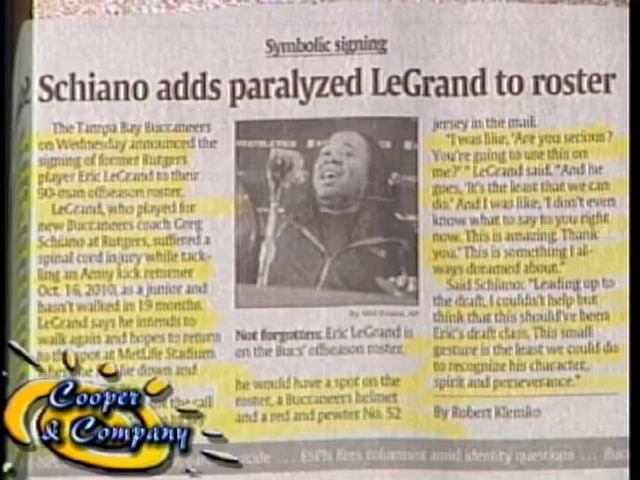 Symbolic signing
Schiano adds paralyzed LeGrand to roster
The Tampa Bay Buccaneers
on Wednesday announced the
signing of former Rutgers
player Eric LeGrand to their
90-man offseason roster.
LeGrand, who played for
new Buccaneers coach Greg
Schiano at Rutgers, suffered a
spinal cord injury while tack-
ling an Army kick returner
Oct. 16, 2010, as a junior and
hasn't walked in 19 months.
LeGrand says he intends to
walk again and hopes to return
to the spot at MetLife Stadium
down and
the call
Not forgotten: Eric LeGrand is
on the Bucs' offseason roster.
he would have a spot on the
roster, a Buccaneers helmet
and a red and pewter No. 52
jersey in the mail.
"I was like, 'Are you serious?
You're going to use this on
me?'" LeGrand said. "And he
goes, 'It's the least that we can
do.' And I was like, 'I don't even
know what to say to you right
now. This is amazing. Thank
you.' This is something I al-
ways dreamed about."
Said Schiano: "Leading up to
the draft, I couldn't help but
think that this should've been
Eric's draft class. This small
gesture is the least we could do
to recognize his character,
spirit and perseverance."
By Robert Klemko
Cooper
& Company
ESPN fires columnist amid identity questions ...